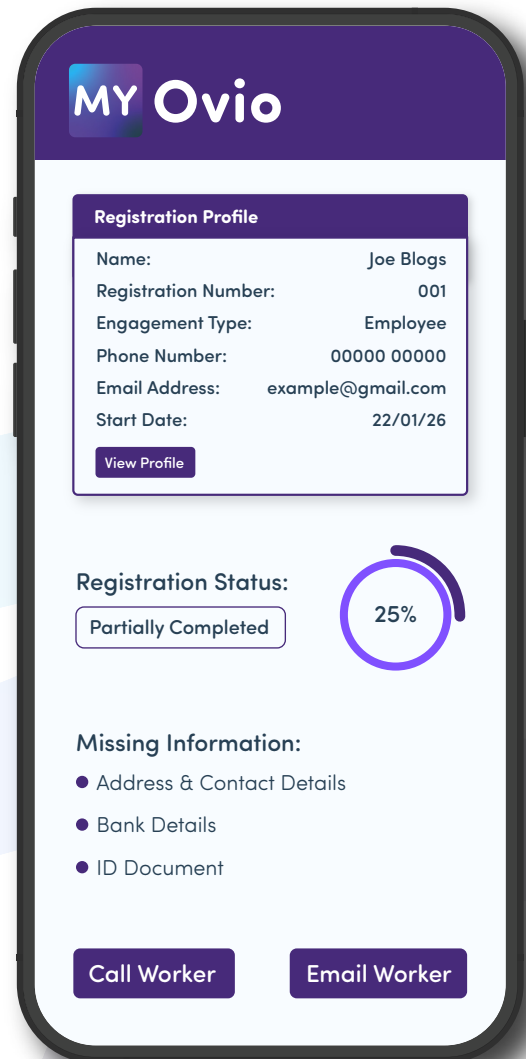 MY Ovio
Registration Profile
Name: Joe Blogs
Registration Number: 001
Engagement Type: Employee
Phone Number: 00000 00000
Email Address: example@gmail.com
Start Date: 22/01/26
View Profile
Registration Status:
Partially Completed
25%
Missing Information:
Address & Contact Details
Bank Details
ID Document
Call Worker Email Worker